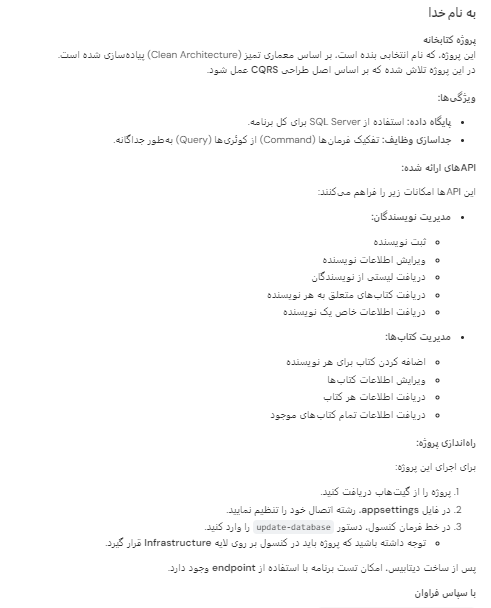 به نام خدا
پروژه کتابخانه
این پروژه، که نام انتخابی بنده است، بر اساس معماری تمیز (Clean Architecture) پیاده‌سازی شده است.
در این پروژه تلاش شده که بر اساس اصل طراحی CQRS عمل شود.
ویژگی‌ها:
• پایگاه داده: استفاده از SQL Server برای کل برنامه.
• جداسازی وظایف: تفکیک فرمان‌ها (Command) از کوئری‌ها (Query) به‌طور جداگانه.
APIهای ارائه شده:
این APIها امکانات زیر را فراهم می‌کنند:
• مدیریت نویسندگان:
○ ثبت نویسنده
○ ویرایش اطلاعات نویسنده
○ دریافت لیستی از نویسندگان
○ دریافت کتاب‌های متعلق به هر نویسنده
○ دریافت اطلاعات خاص یک نویسنده
• مدیریت کتاب‌ها:
○ اضافه کردن کتاب برای هر نویسنده
○ ویرایش اطلاعات کتاب‌ها
○ دریافت اطلاعات هر کتاب
○ دریافت اطلاعات تمام کتاب‌های موجود
راه‌اندازی پروژه:
برای اجرای این پروژه:
1. پروژه را از گیت‌هاب دریافت کنید.
2. در فایل appsettings، رشته اتصال خود را تنظیم نمایید.
3. در خط فرمان کنسول، دستور update-database را وارد کنید.
○ توجه داشته باشید که پروژه باید در کنسول بر روی لایه Infrastructure قرار گیرد.
پس از ساخت دیتابیس، امکان تست برنامه با استفاده از endpoint وجود دارد.
با سپاس فراوان